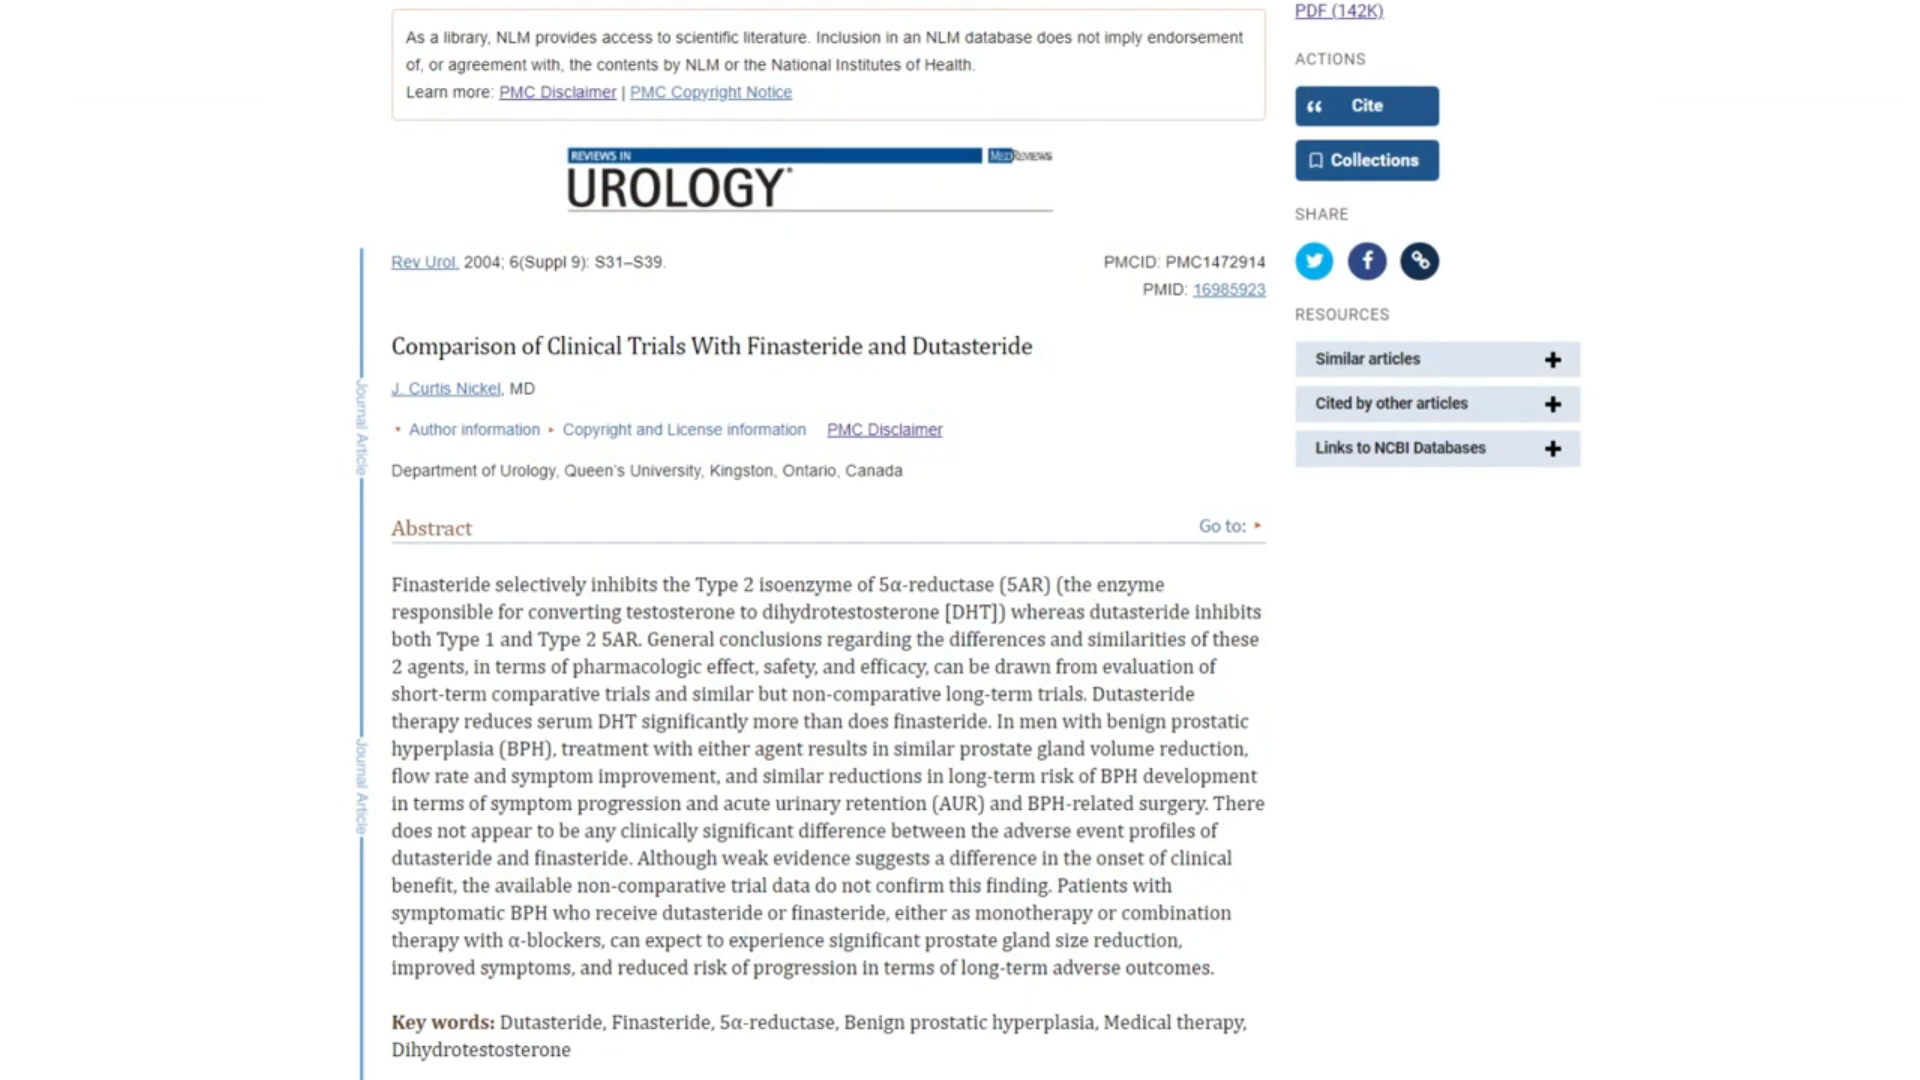 PDF (142K)
As a library, NLM provides access to scientific literature. Inclusion in an NLM database does not imply endorsement
of, or agreement with, the contents by NLM or the National Institutes of Health.
Learn more: PMC Disclaimer | PMC Copyright Notice
ACTIONS
Cite
Collections
SHARE
RESOURCES
Similar articles
Cited by other articles
Links to NCBI Databases
REVIEWS IN
MedReviews
UROLOGY®
Rev Urol. 2004; 6(Suppl 9): S31–S39.
PMCID: PMC1472914
PMID: 16985923
Comparison of Clinical Trials With Finasteride and Dutasteride
J. Curtis Nickel, MD
Author information
Copyright and License information
PMC Disclaimer
Department of Urology, Queen's University, Kingston, Ontario, Canada
Journal Article
Journal Article
Abstract
Go to:
Finasteride selectively inhibits the Type 2 isoenzyme of 5α-reductase (5AR) (the enzyme
responsible for converting testosterone to dihydrotestosterone [DHT]) whereas dutasteride inhibits
both Type 1 and Type 2 5AR. General conclusions regarding the differences and similarities of these
2 agents, in terms of pharmacologic effect, safety, and efficacy, can be drawn from evaluation of
short-term comparative trials and similar but non-comparative long-term trials. Dutasteride
therapy reduces serum DHT significantly more than does finasteride. In men with benign prostatic
hyperplasia (BPH), treatment with either agent results in similar prostate gland volume reduction,
flow rate and symptom improvement, and similar reductions in long-term risk of BPH development
in terms of symptom progression and acute urinary retention (AUR) and BPH-related surgery. There
does not appear to be any clinically significant difference between the adverse event profiles of
dutasteride and finasteride. Although weak evidence suggests a difference in the onset of clinical
benefit, the available non-comparative trial data do not confirm this finding. Patients with
symptomatic BPH who receive dutasteride or finasteride, either as monotherapy or combination
therapy with α-blockers, can expect to experience significant prostate gland size reduction,
improved symptoms, and reduced risk of progression in terms of long-term adverse outcomes.
Key words: Dutasteride, Finasteride, 5α-reductase, Benign prostatic hyperplasia, Medical therapy,
Dihydrotestosterone